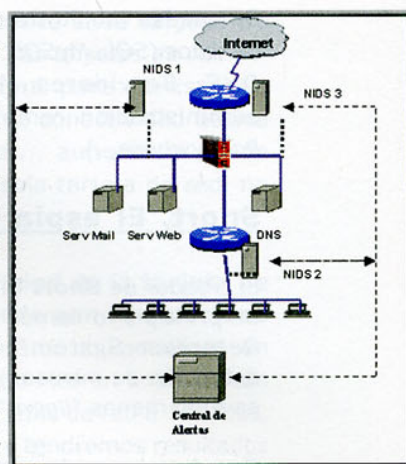 Internet
NIDS 1
NIDS 3
Serv Mail
Serv Web
DNS
NIDS 2
Central de
Alertas